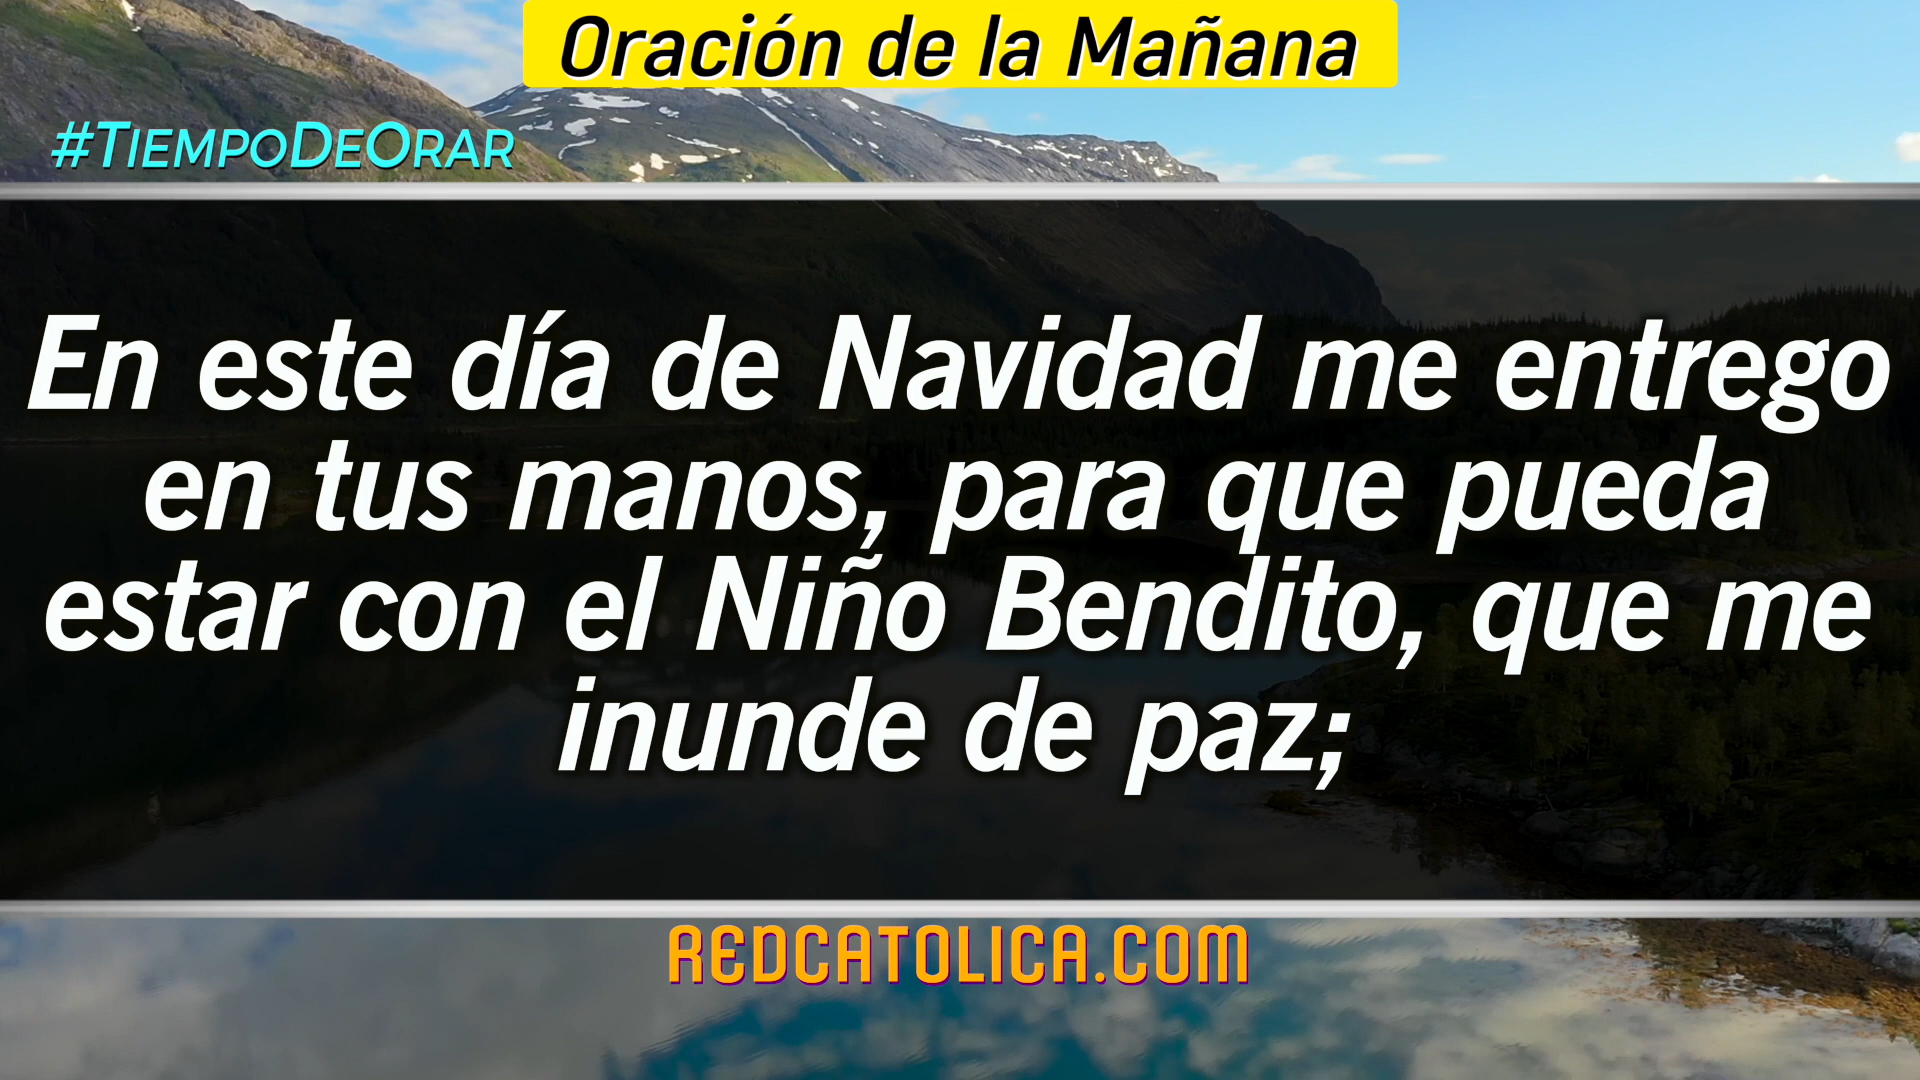 Oración de la Mañana
#TiempoDeOrar
En este día de Navidad me entrego
en tus manos, para que pueda
estar con el Niño Bendito, que me
inunde de paz;
REDCATOLICA.COM